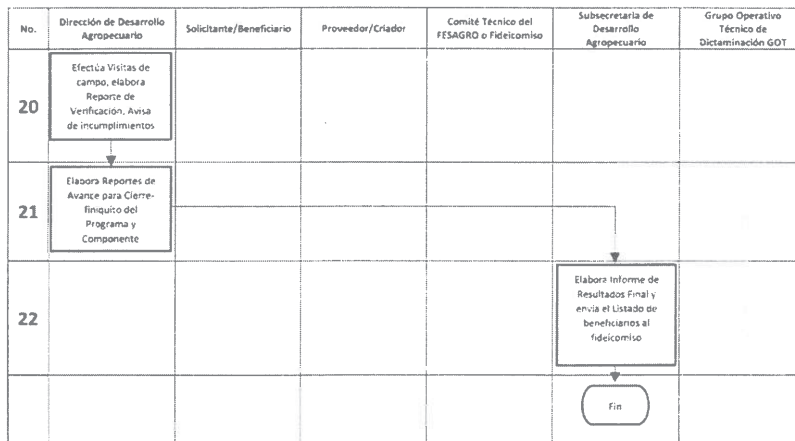 No.
Dirección de Desarrollo
Agropecuario
Solicitante/Beneficiario
Proveedor/Criador
Comité Técnico del
FESAGRO o Fideicomiso
Subsecretaria de
Desarrollo
Agropecuario
Grupo Operativo
Técnico de
Dictaminación GOT
20
Efectúa Visitas de
campo, elabora
Reporte de
Verificación, Avisa
de incumplimientos
21
Elabora Reportes de
Avance para Cierre-
finiquito del
Programa y
Componente
22
Elabora Informe de
Resultados Final y
envía el Listado de
beneficiarios al
fideicomiso
Fin